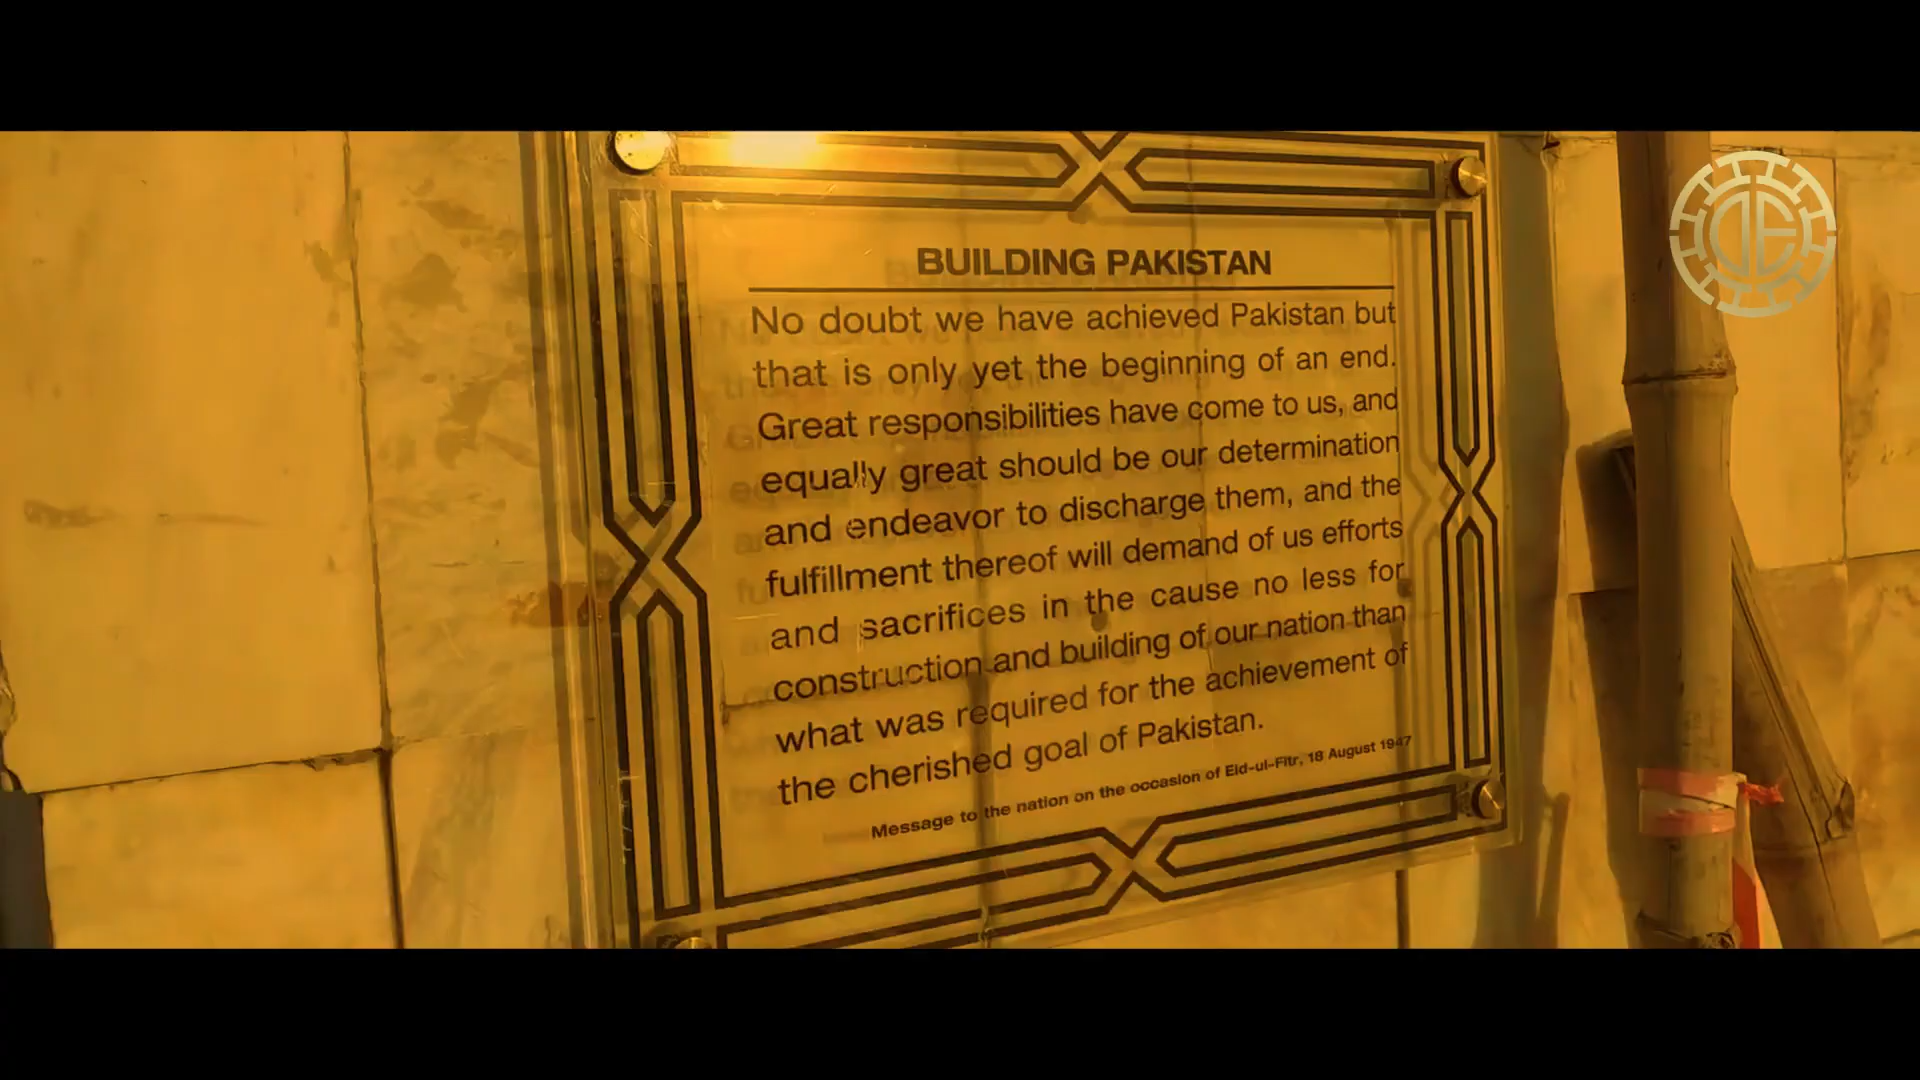 BUILDING PAKISTAN
No doubt we have achieved Pakistan but
that is only yet the beginning of an end.
Great responsibilities have come to us, and
equally great should be our determination
and endeavor to discharge them, and the
fulfillment thereof will demand of us efforts
and sacrifices in the cause no less for
construction and building of our nation than
what was required for the achievement of
the cherished goal of Pakistan.
Message to the nation on the occasion of Eid-ul-Fitr, 18 August 1947